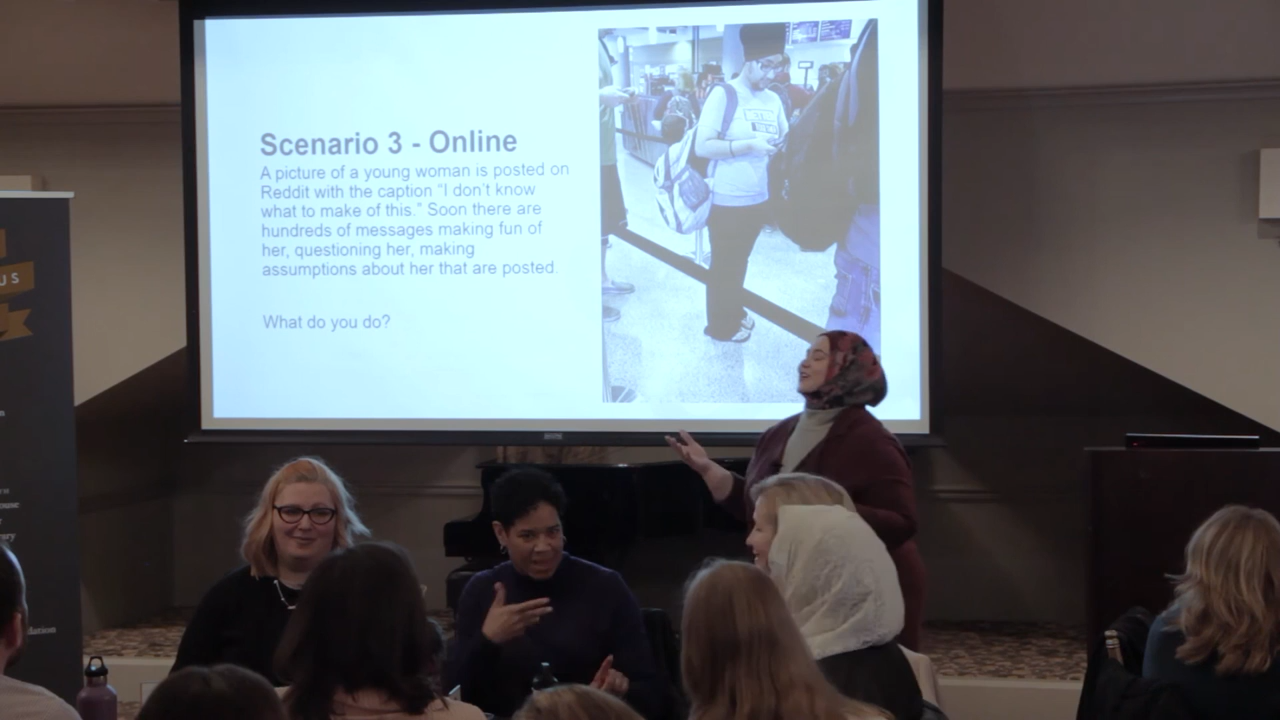 Scenario 3 - Online
A picture of a young woman is posted on
Reddit with the caption “I don’t know
what to make of this.” Soon there are
hundreds of messages making fun of
her, questioning her, making
assumptions about her that are posted.
What do you do?
US